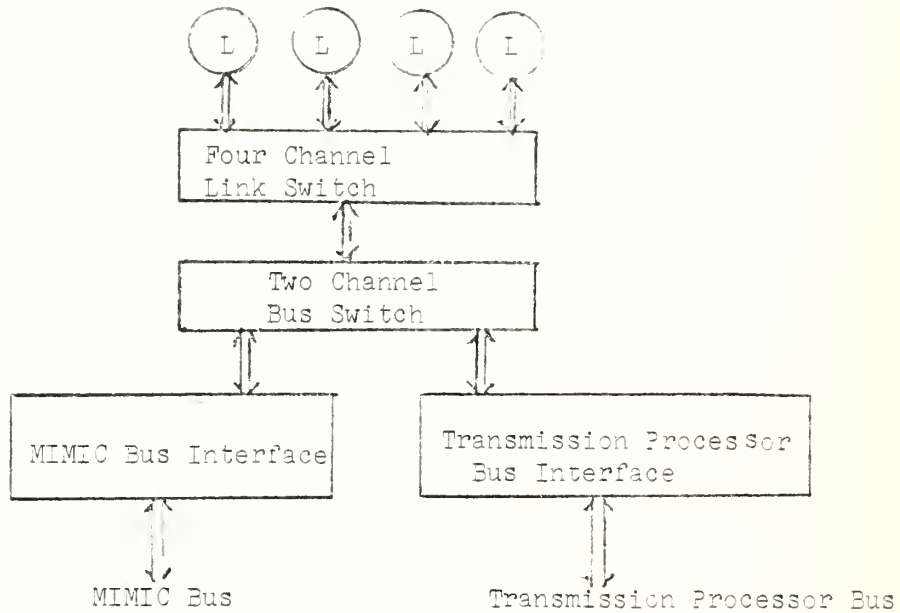 L L L L
Four Channel
Link Switch
Two Channel
Bus Switch
MIMIC Bus Interface
Transmission Processor
Bus Interface
MIMIC Bus
Transmission Processor Bus